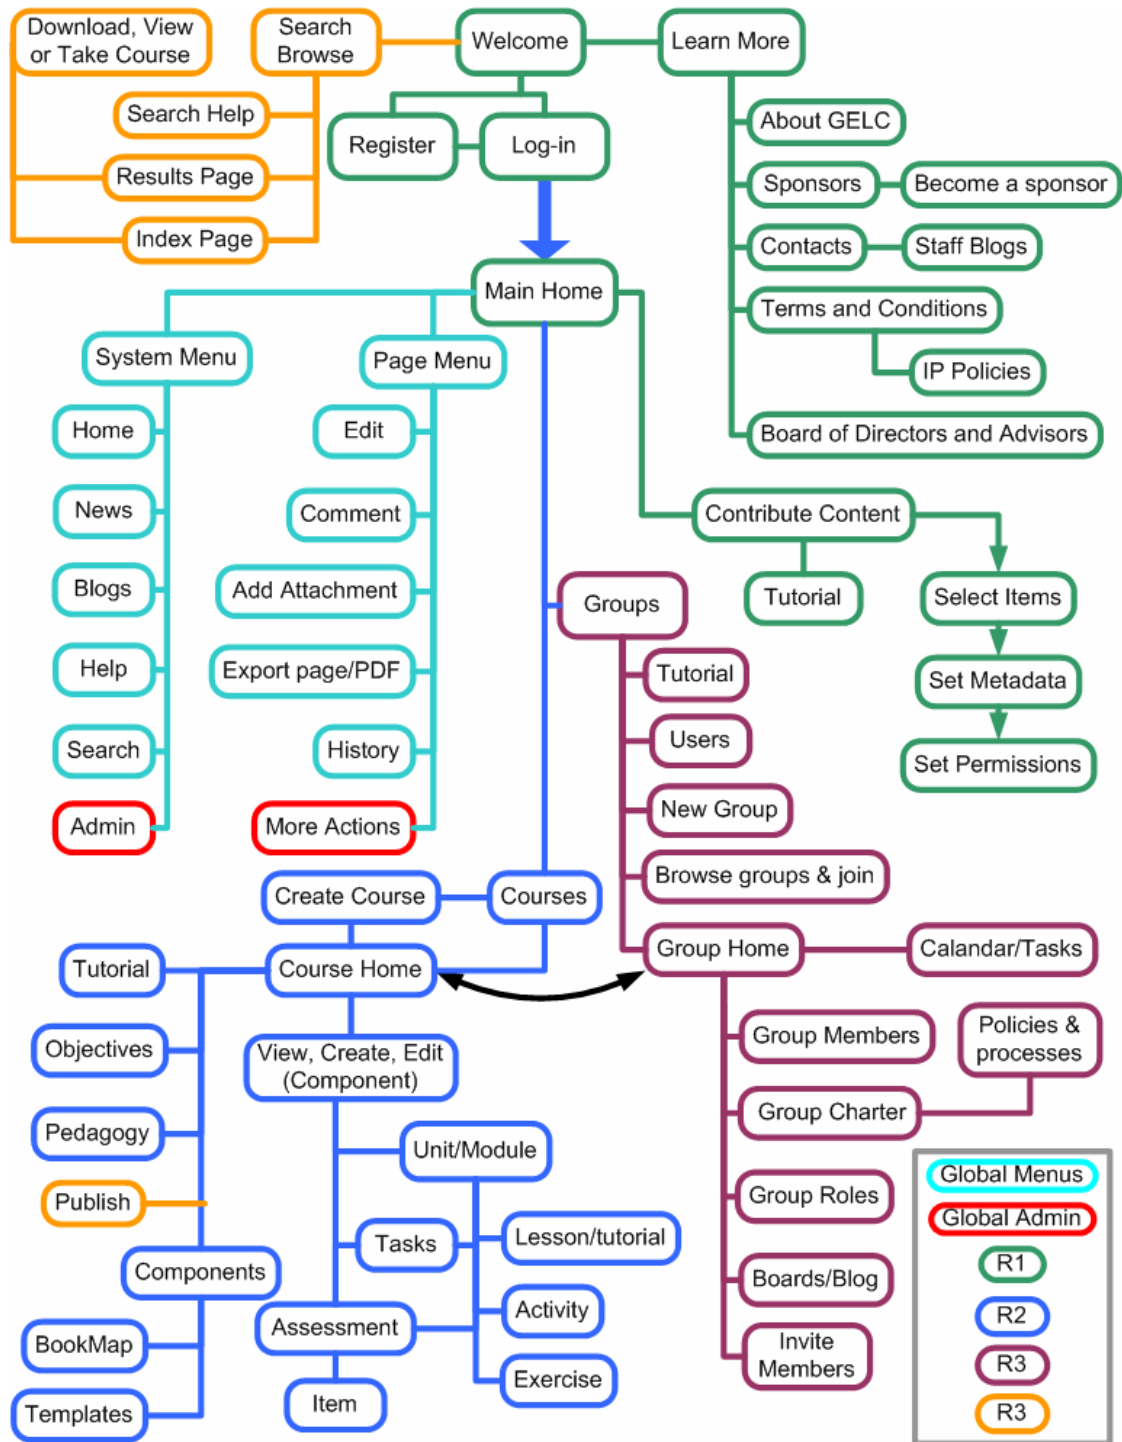 Download, View
or Take Course
Search
Browse
Welcome
Learn More
Search Help
About GELC
Register
Log-in
Results Page
Sponsors
Become a sponsor
Index Page
Contacts
Staff Blogs
Main Home
Terms and Conditions
System Menu
Page Menu
IP Policies
Home
Edit
Board of Directors and Advisors
News
Comment
Contribute Content
Blogs
Add Attachment
Groups
Tutorial
Select Items
Help
Export page/PDF
Tutorial
Set Metadata
Search
History
Users
Set Permissions
Admin
More Actions
New Group
Browse groups & join
Create Course
Courses
Tutorial
Course Home
Group Home
Calandar/Tasks
Objectives
View, Create, Edit
(Component)
Group Members
Policies &
processes
Pedagogy
Unit/Module
Group Charter
Publish
Group Roles
Global Menus
Global Admin
Tasks
Lesson/tutorial
R1
Components
Activity
Boards/Blog
R2
BookMap
Assessment
Invite
Members
R3
Templates
Item
Exercise
R3